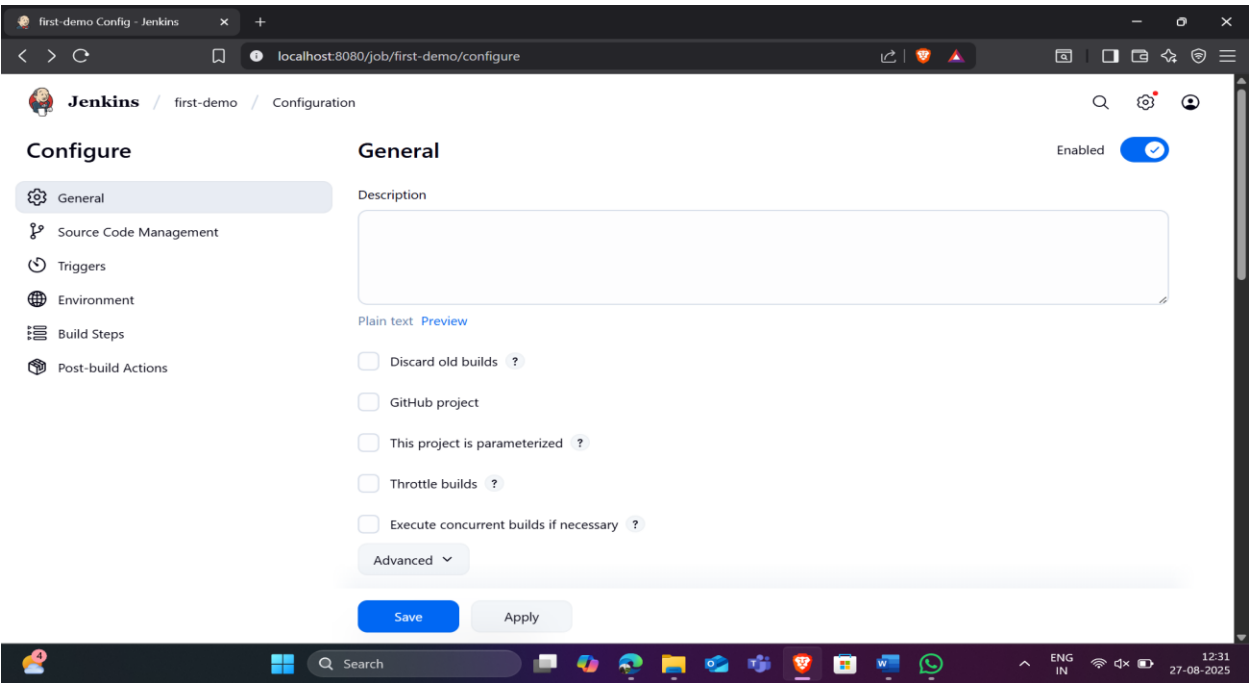 first-demo Config - Jenkins
localhost:8080/job/first-demo/configure
Jenkins / first-demo / Configuration
Configure
General
Source Code Management
Triggers
Environment
Build Steps
Post-build Actions
General
Enabled
Description
Plain text Preview
Discard old builds ?
GitHub project
This project is parameterized ?
Throttle builds ?
Execute concurrent builds if necessary ?
Advanced
Save Apply
4
Search
ENG
IN
12:31
27-08-2025